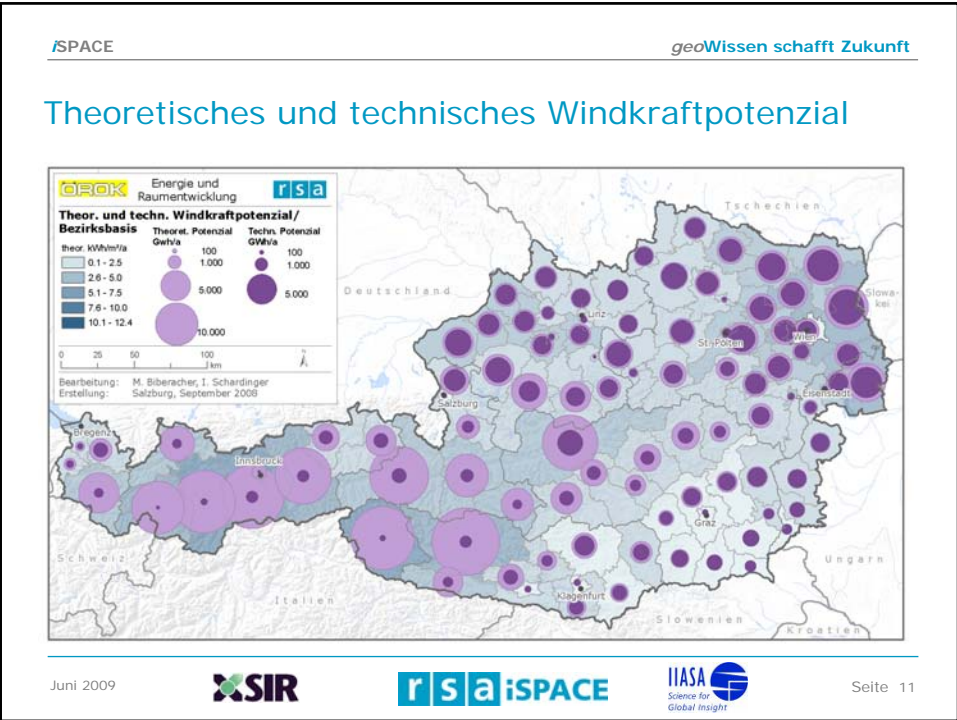 iSPACE
geoWissen schafft Zukunft
Theoretisches und technisches Windkraftpotenzial
ÖROK
Energie und
Raumentwicklung
rsa
Theor. und techn. Windkraftpotenzial/
Bezirksbasis
theor. kWh/m²/a
0.1 - 2.5
2.6 - 5.0
5.1 - 7.5
7.6 - 10.0
10.1 - 12.4
Theoret. Potenzial
Gwh/a
100
1.000
5.000
10.000
Techn. Potenzial
GWh/a
100
1.000
5.000
0 25 50 100
km
N
Bearbeitung: M. Biberacher, I. Schardinger
Erstellung: Salzburg, September 2008
Tschechien
Deutschland
Slowa-
kei
Linz
St. Pölten
Wien
Salzburg
Eisenstadt
Bregenz
Innsbruck
Graz
Schweiz
Ungarn
Italien
Klagenfurt
Slowenien
Kroatien
Juni 2009
SIR
rsa iSPACE
IIASA
Science for
Global Insight
Seite 11